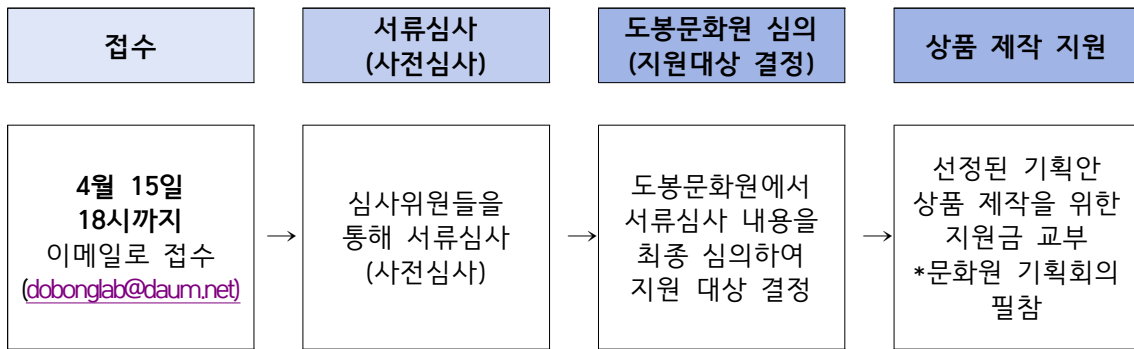 접수
서류심사
(사전심사)
도봉문화원 심의
(지원대상 결정)
상품 제작 지원
4월 15일
18시까지
이메일로 접수
(dobonglab@daum.net)
→
심사위원들을
통해 서류심사
(사전심사)
→
도봉문화원에서
서류심사 내용을
최종 심의하여
지원 대상 결정
→
선정된 기획안
상품 제작을 위한
지원금 교부
*문화원 기획회의
필참